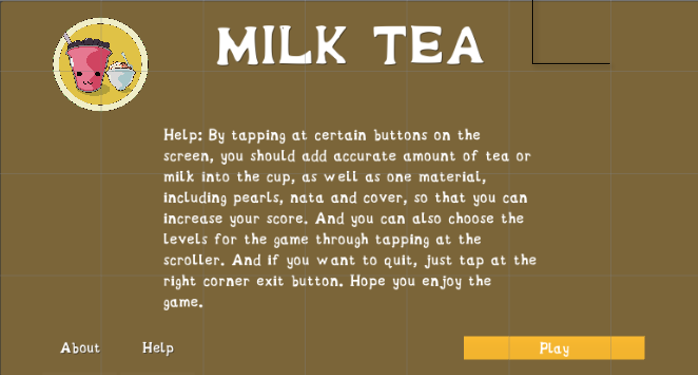 MILK TEA
Help: By tapping at certain buttons on the
screen, you should add accurate amount of tea or
milk into the cup, as well as one material,
including pearls, nata and cover, so that you can
increase your score. And you can also choose the
levels for the game through tapping at the
scroller. And if you want to quit, just tap at the
right corner exit button. Hope you enjoy the
game.
About Help Play